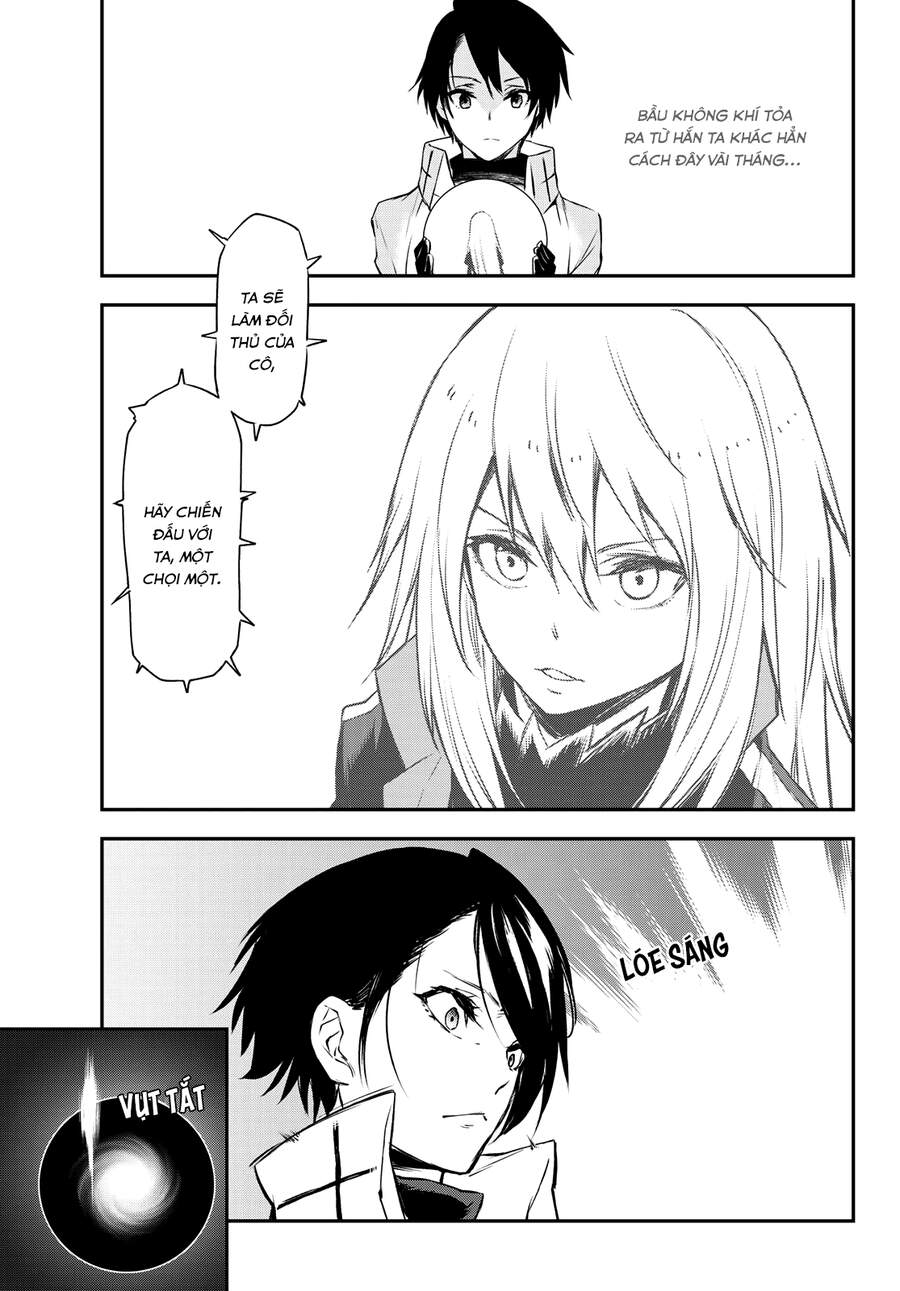 BẦU KHÔNG KHÍ TỎA
RA TỪ HẮN TA KHÁC HẲN
CÁCH ĐÂY VÀI THÁNG...
TA SẼ
LÀM ĐỐI
THỦ CỦA
CÔ,
HÃY CHIẾN
ĐẤU VỚI
TA, MỘT
CHỌI MỘT.
LÓE SÁNG
VỤT TẮT